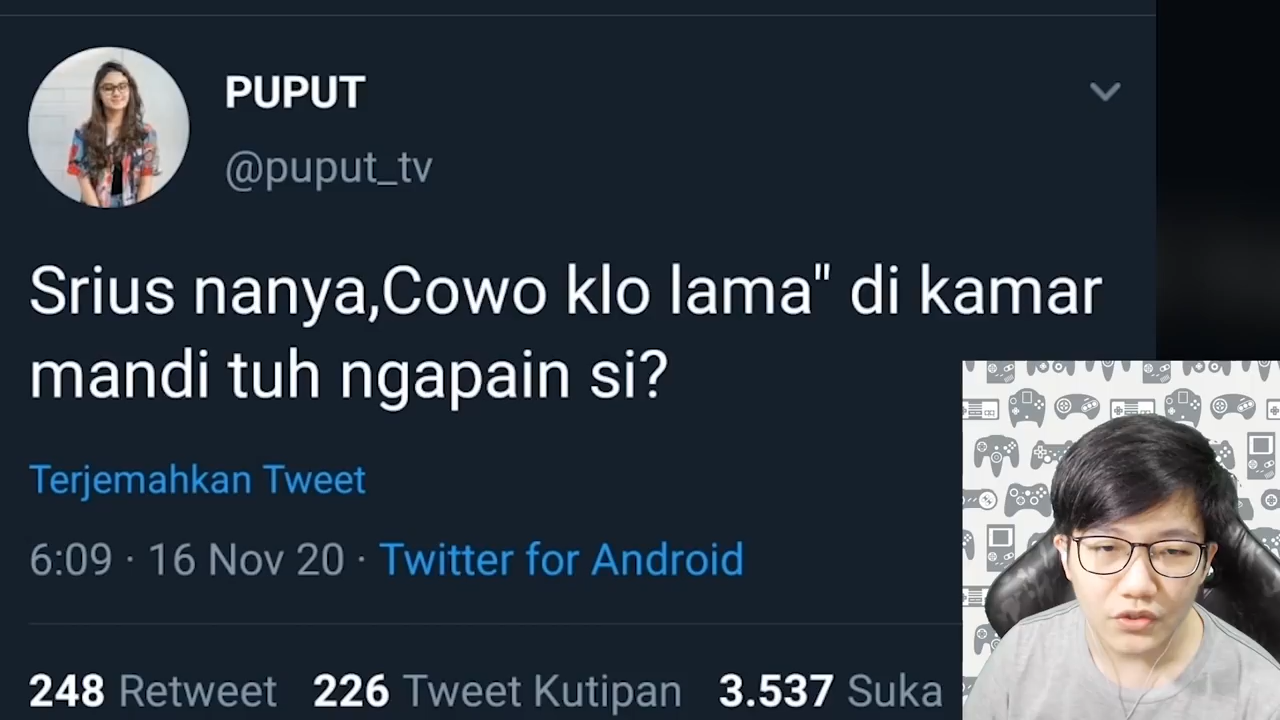 PUPUT
@puput_tv
Srius nanya,Cowo klo lama" di kamar
mandi tuh ngapain si?
Terjemahkan Tweet
6:09 · 16 Nov 20 · Twitter for Android
248 Retweet 226 Tweet Kutipan 3.537 Suka